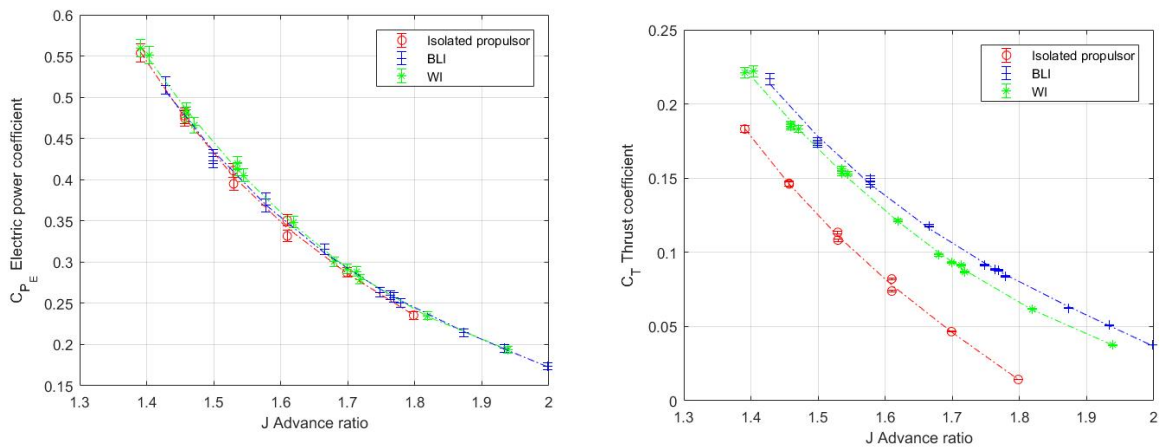 0.6
0.55
0.5
0.45
0.4
0.35
0.3
0.25
0.2
0.15
C_{P_E} Electric power coefficient
Isolated propulsor
BLI
WI
1.3 1.4 1.5 1.6 1.7 1.8 1.9 2
J Advance ratio
0.25
0.2
0.15
0.1
0.05
0
C_T Thrust coefficient
Isolated propulsor
BLI
WI
1.3 1.4 1.5 1.6 1.7 1.8 1.9 2
J Advance ratio